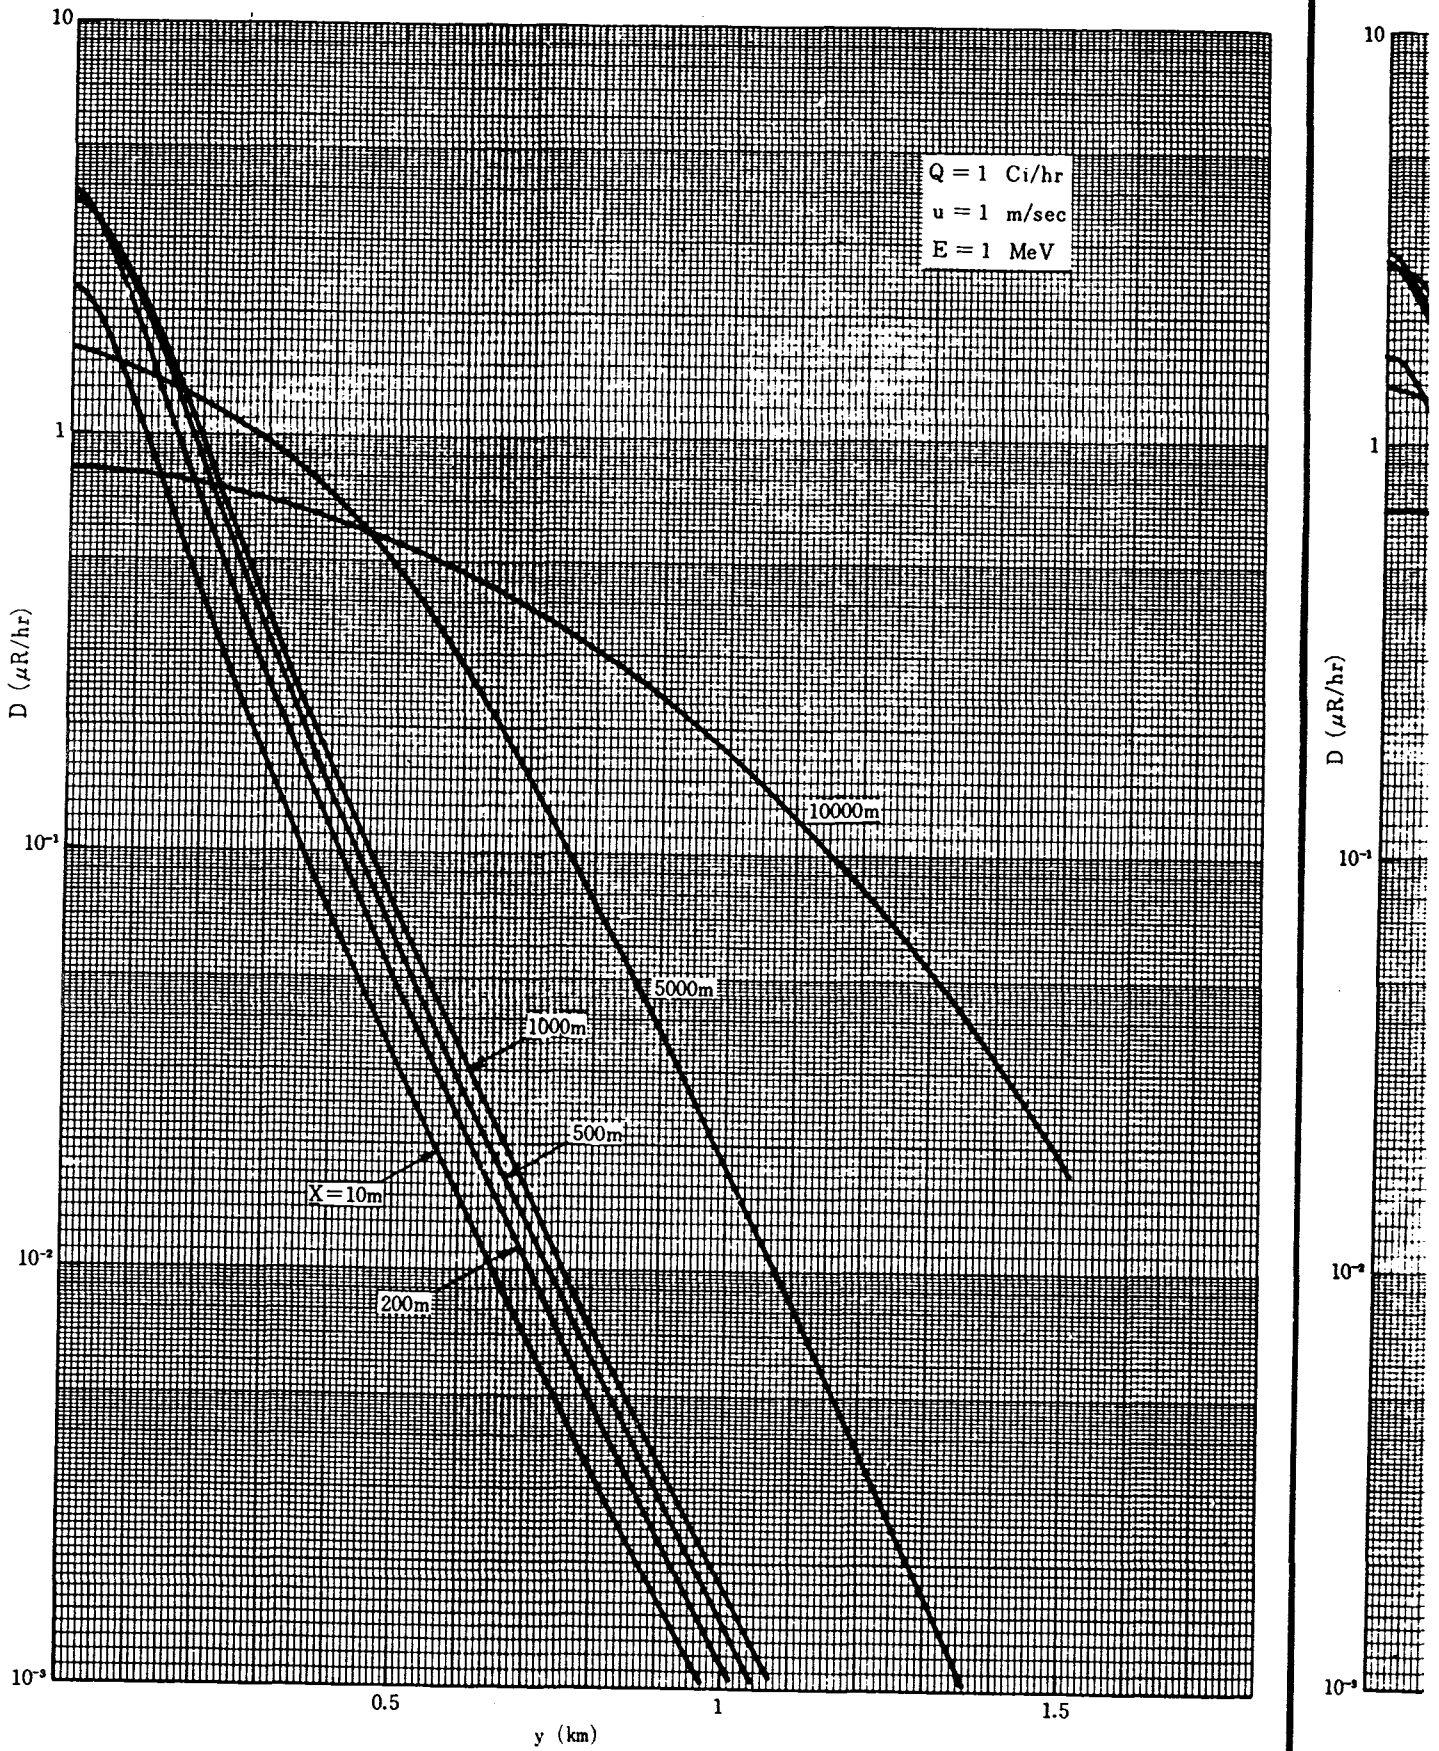 10
Q = 1 Ci/hr
u = 1 m/sec
E = 1 MeV
1
D (μR/hr)
10000m
10⁻¹
5000m
1000m
500m
X=10m
10⁻²
200m
10⁻³
0.5
1
1.5
y (km)
10
1
D (μR/hr)
10⁻¹
10⁻²
10⁻³